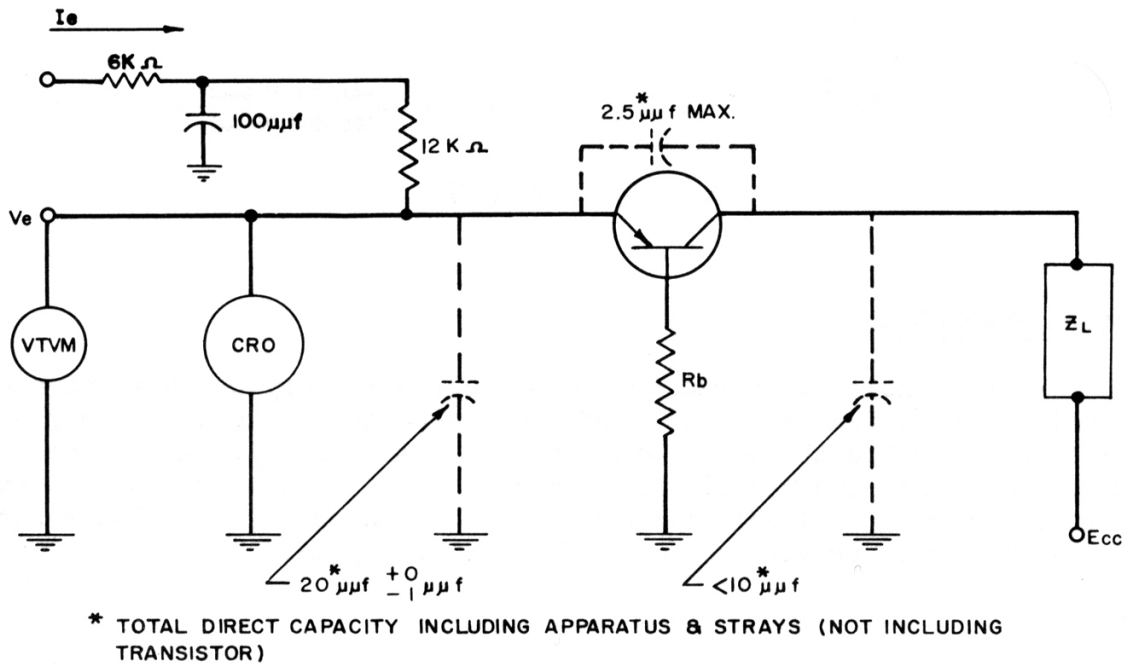 Ie
6K Ω
100μμf
12K Ω
2.5* μμf MAX.
Ve
VTVM
CRO
Rb
ZL
Ecc
20* μμf +0 -1 μμf
<10* μμf
* TOTAL DIRECT CAPACITY INCLUDING APPARATUS & STRAYS (NOT INCLUDING
TRANSISTOR)